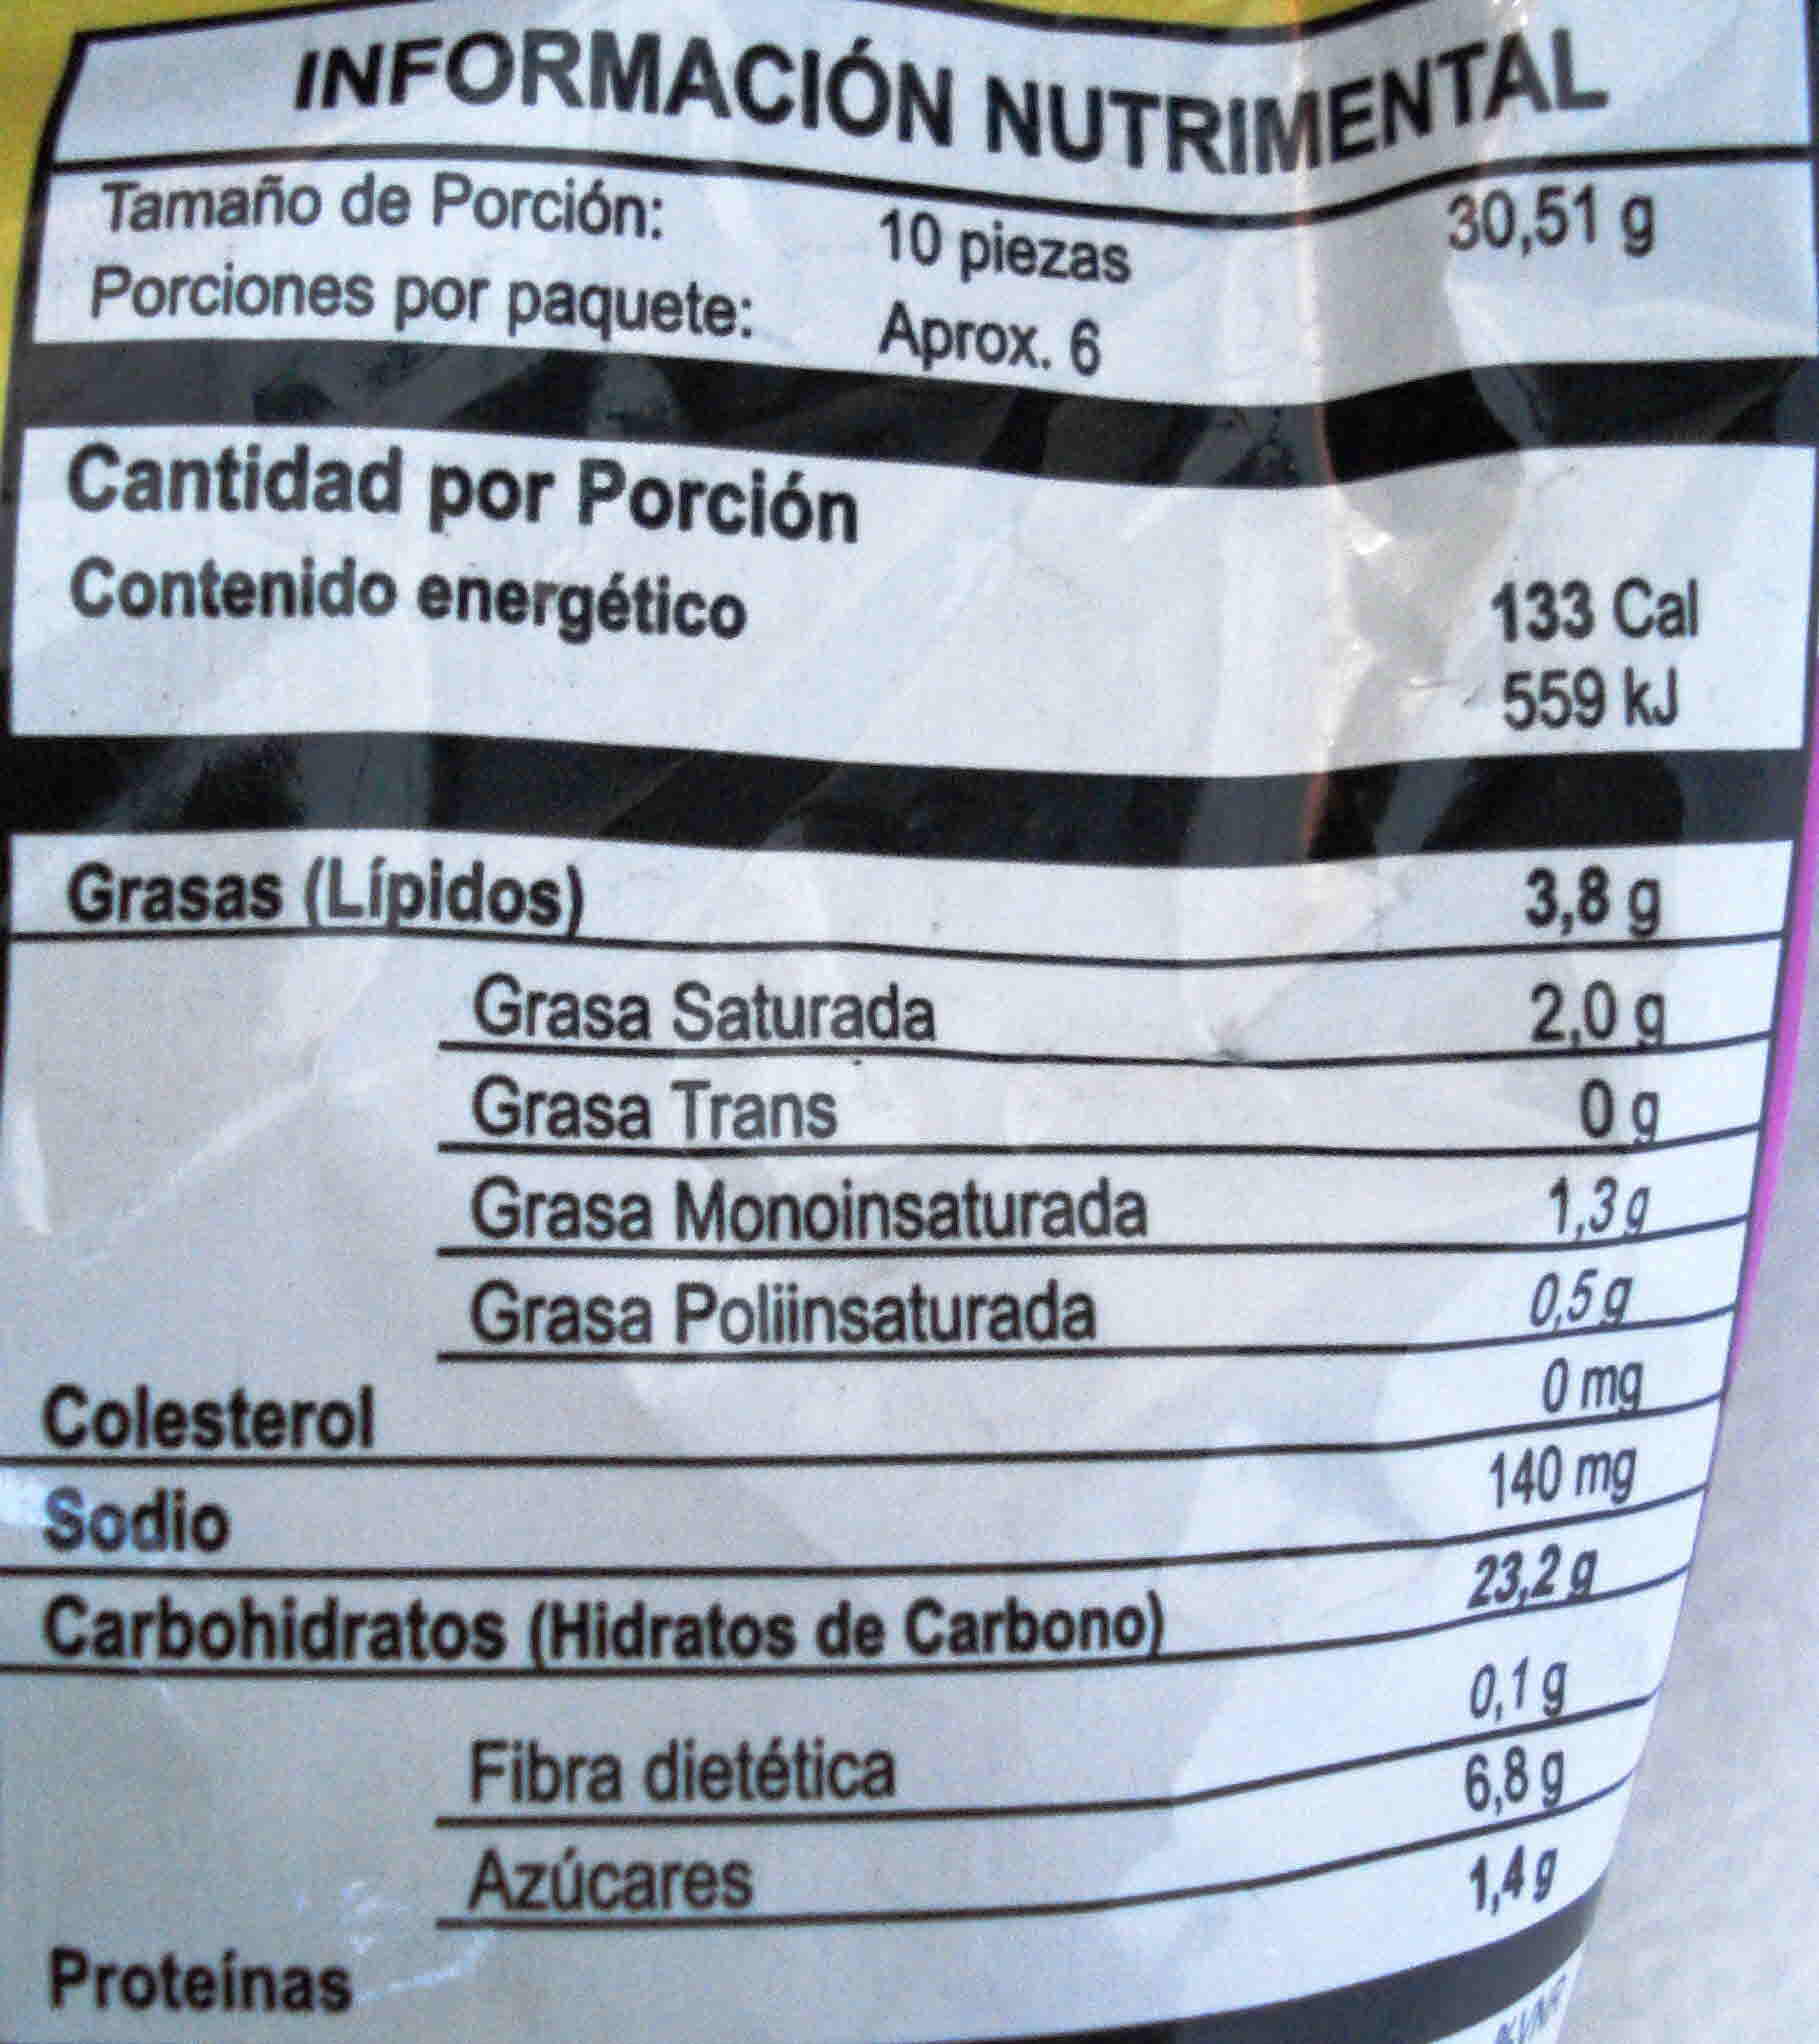 INFORMACIÓN NUTRIMENTAL
Tamaño de Porción: 10 piezas 30,51 g
Porciones por paquete: Aprox. 6
Cantidad por Porción
Contenido energético 133 Cal
559 kJ
Grasas (Lípidos) 3,8 g
Grasa Saturada 2,0 g
Grasa Trans 0 g
Grasa Monoinsaturada 1,3 g
Grasa Poliinsaturada 0,5 g
Colesterol 0 mg
Sodio 140 mg
Carbohidratos (Hidratos de Carbono) 23,2 g
Fibra dietética 0,1 g
Azúcares 6,8 g
Proteínas 1,4 g